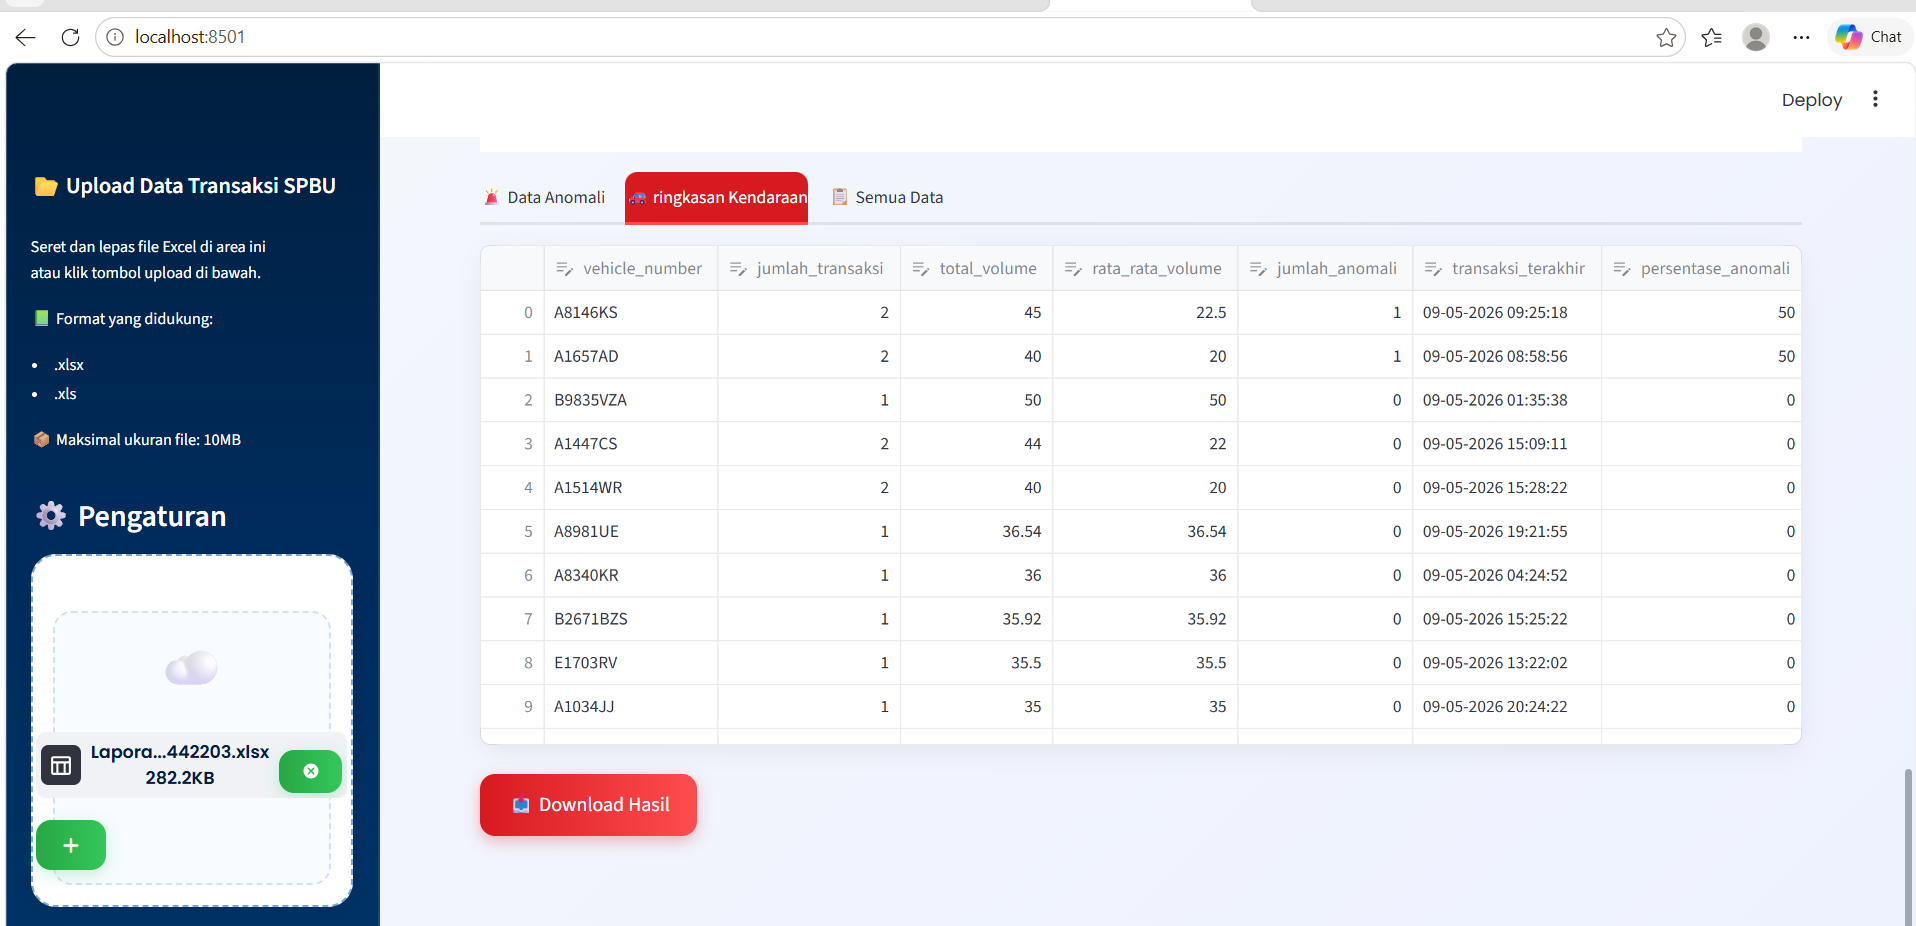 localhost:8501
Chat
Deploy
Upload Data Transaksi SPBU
Seret dan lepas file Excel di area ini
atau klik tombol upload di bawah.
Format yang didukung:
• .xlsx
• .xls
Maksimal ukuran file: 10MB
Pengaturan
Lapora...442203.xlsx
282.2KB
+
Data Anomali ringkasan Kendaraan Semua Data
vehicle_number jumlah_transaksi total_volume rata_rata_volume jumlah_anomali transaksi_terakhir persentase_anomali
0 A8146KS 2 45 22.5 1 09-05-2026 09:25:18 50
1 A1657AD 2 40 20 1 09-05-2026 08:58:56 50
2 B9835VZA 1 50 50 0 09-05-2026 01:35:38 0
3 A1447CS 2 44 22 0 09-05-2026 15:09:11 0
4 A1514WR 2 40 20 0 09-05-2026 15:28:22 0
5 A8981UE 1 36.54 36.54 0 09-05-2026 19:21:55 0
6 A8340KR 1 36 36 0 09-05-2026 04:24:52 0
7 B2671BZS 1 35.92 35.92 0 09-05-2026 15:25:22 0
8 E1703RV 1 35.5 35.5 0 09-05-2026 13:22:02 0
9 A1034JJ 1 35 35 0 09-05-2026 20:24:22 0
Download Hasil